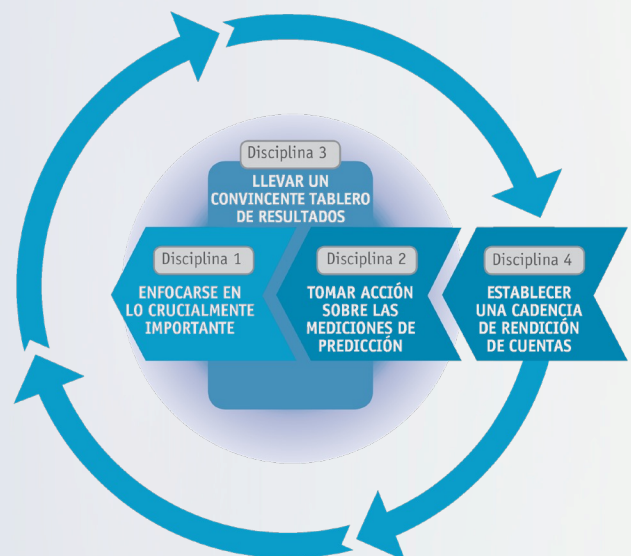 Disciplina 3
LLEVAR UN
CONVINCENTE TABLERO
DE RESULTADOS
Disciplina 1
ENFOCARSE EN
LO CRUCIALMENTE
IMPORTANTE
Disciplina 2
TOMAR ACCIÓN
SOBRE LAS
MEDICIONES DE
PREDICCIÓN
Disciplina 4
ESTABLECER
UNA CADENCIA
DE RENDICIÓN
DE CUENTAS